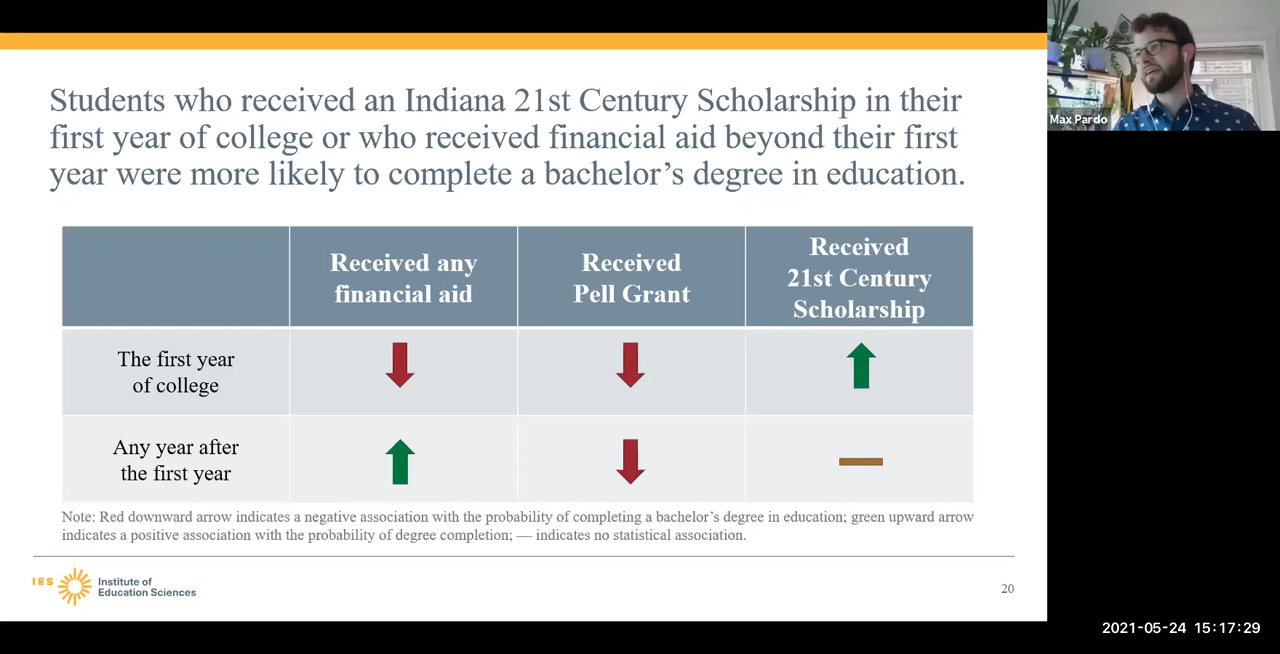 Students who received an Indiana 21st Century Scholarship in their
first year of college or who received financial aid beyond their first
year were more likely to complete a bachelor’s degree in education.
Received any
financial aid
Received
Pell Grant
Received
21st Century
Scholarship
The first year
of college
Any year after
the first year
Note: Red downward arrow indicates a negative association with the probability of completing a bachelor’s degree in education; green upward arrow
indicates a positive association with the probability of degree completion; — indicates no statistical association.
IES
Institute of
Education Sciences
20
Max Pardo
2021-05-24 15:17:29